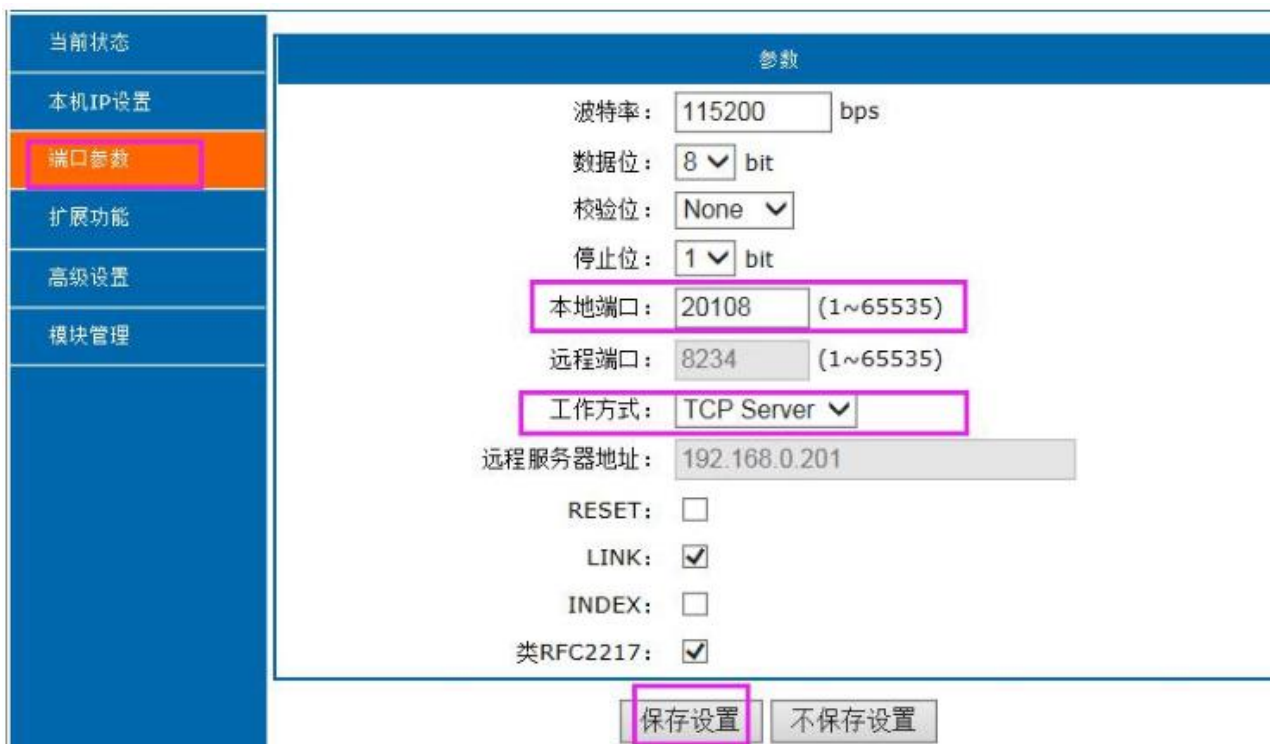 当前状态
本机IP设置
端口参数
扩展功能
高级设置
模块管理
参数
波特率： 115200 bps
数据位： 8 bit
校验位： None
停止位： 1 bit
本地端口： 20108 (1~65535)
远程端口： 8234 (1~65535)
工作方式： TCP Server
远程服务器地址： 192.168.0.201
RESET：
LINK：
INDEX：
类RFC2217：
保存设置 不保存设置